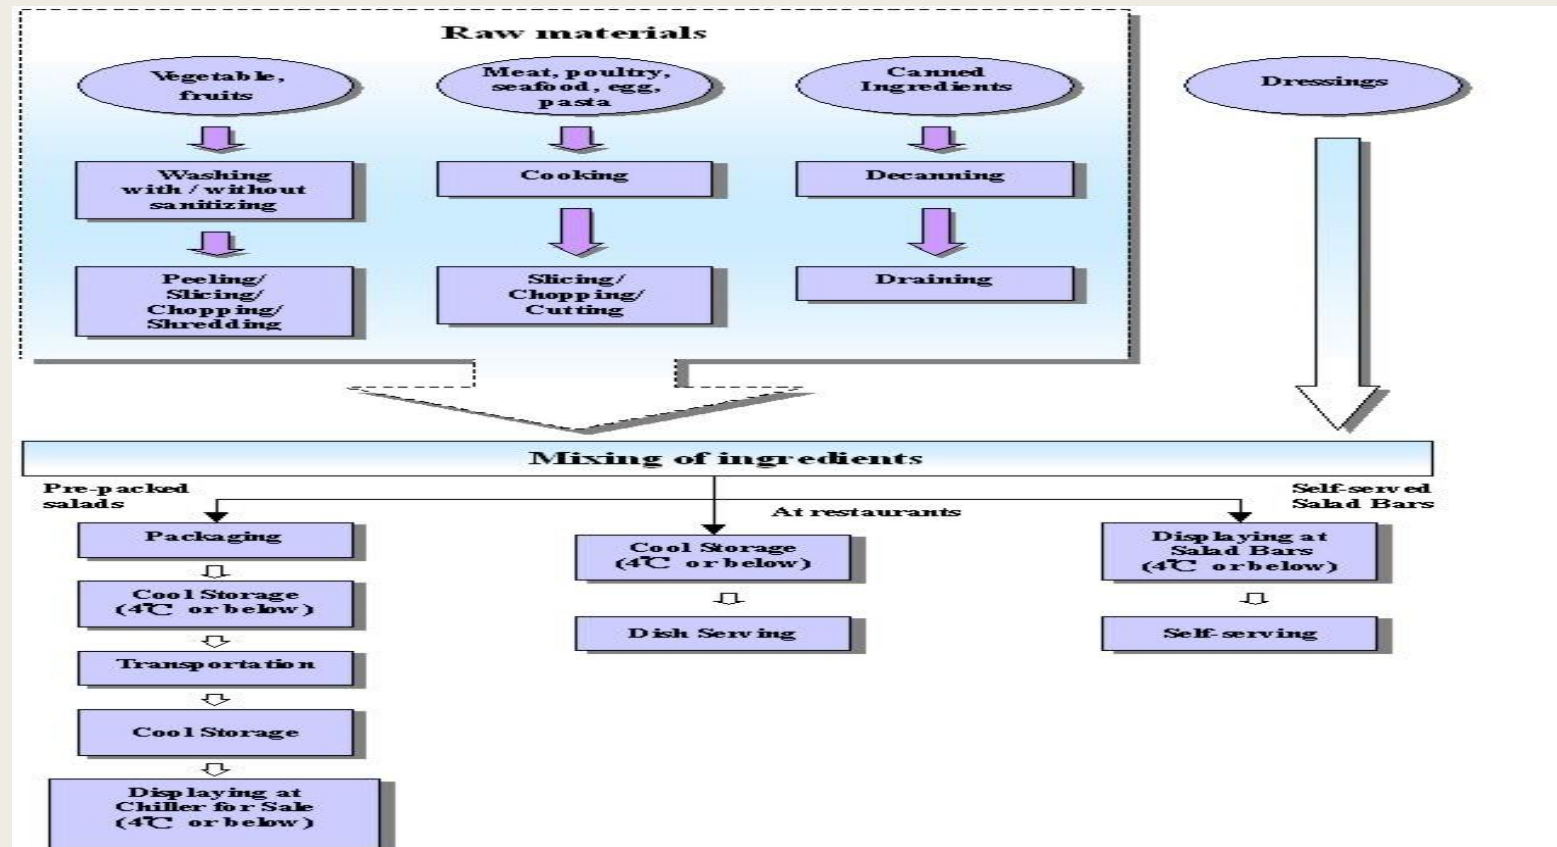 Raw materials
Vegetable,
fruits
Meat, poultry,
seafood, egg,
pasta
Canned
Ingredients
Dressings
Washing
with / without
sanitizing
Cooking
Decanning
Peeling/
Slicing/
Chopping/
Shredding
Slicing/
Chopping/
Cutting
Draining
Mixing of ingredients
Pre-packed
salads
At restaurants
Self-served
Salad Bars
Packaging
Cool Storage
(4℃ or below)
Transportation
Cool Storage
Displaying at
Chiller for Sale
(4℃ or below)
Cool Storage
(4℃ or below)
Dish Serving
Displaying at
Salad Bars
(4℃ or below)
Self-serving